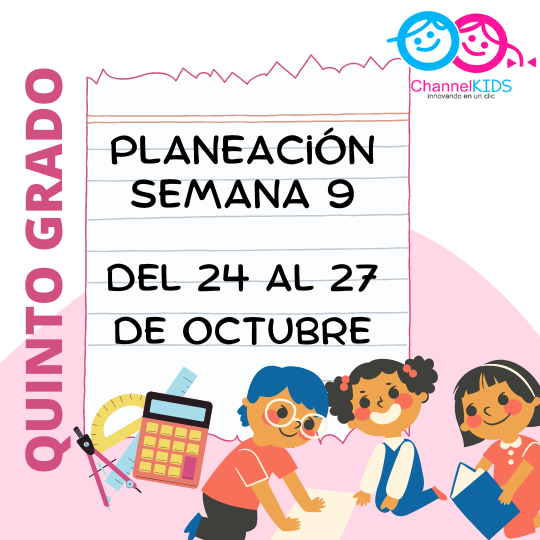 ChannelKIDS
innovando en un clic
QUINTO GRADO
PLANEACIÓN
SEMANA 9
DEL 24 AL 27
DE OCTUBRE